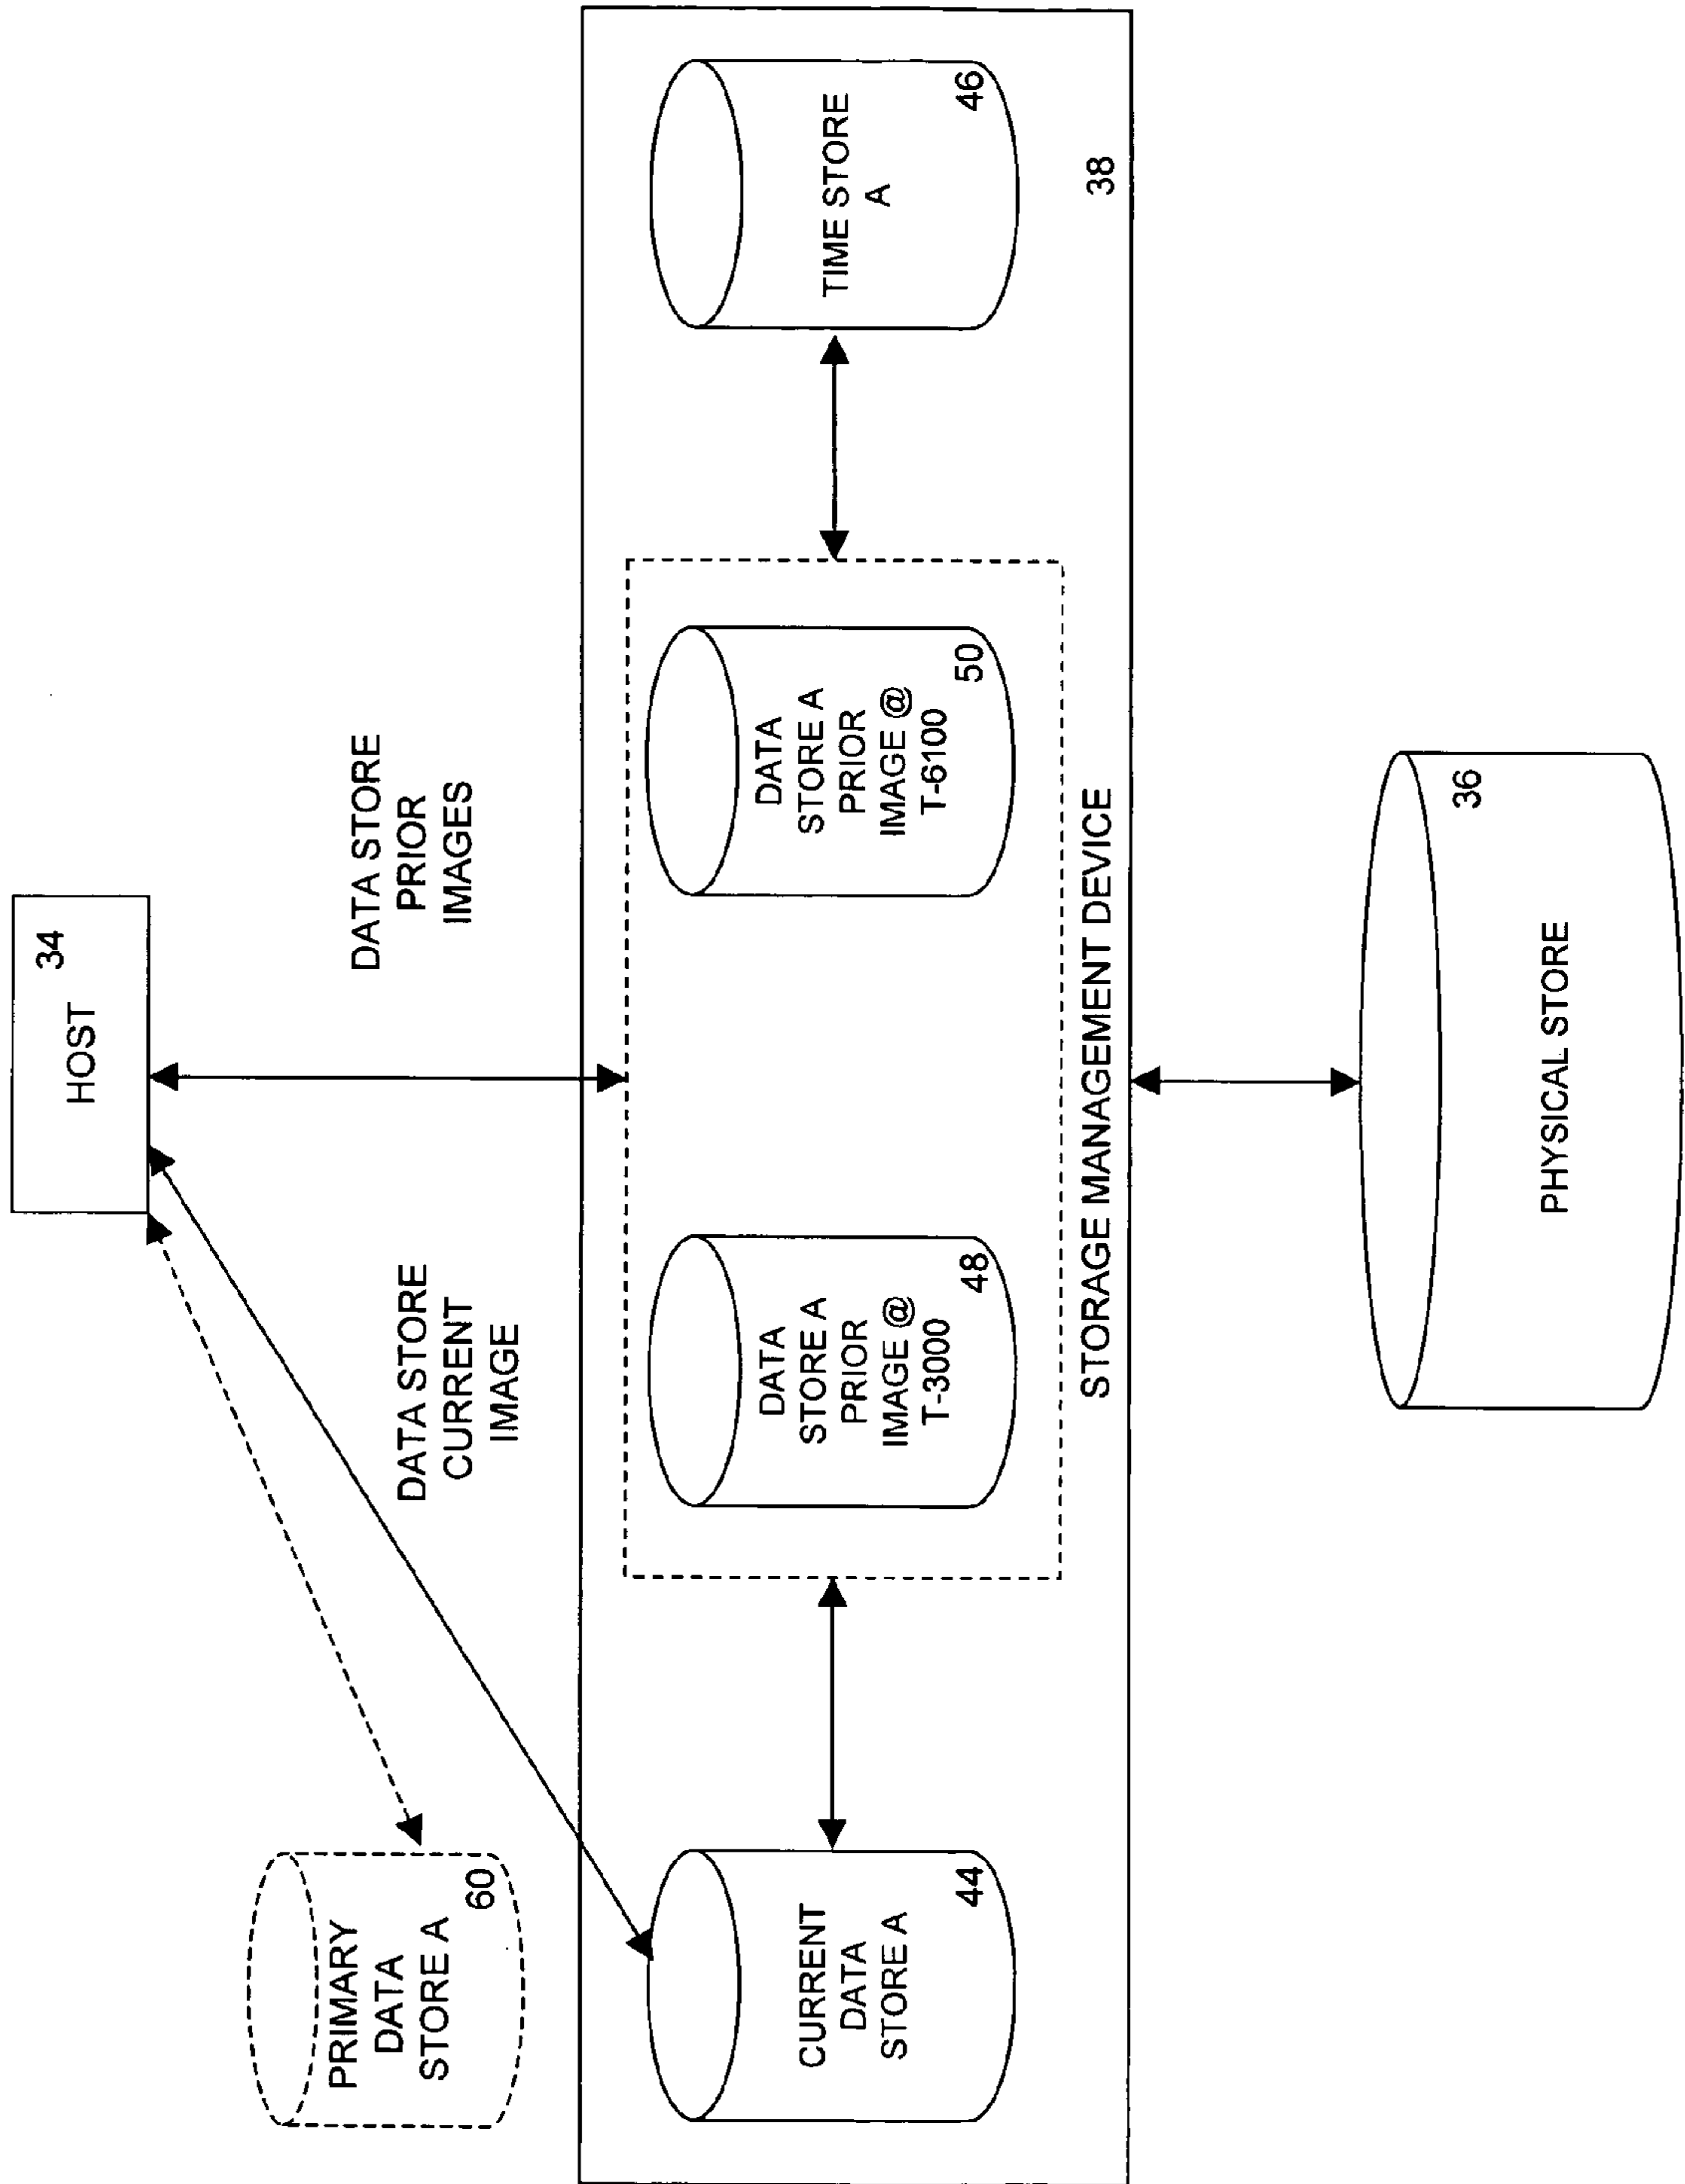 HOST
34
PRIMARY
DATA
STORE A
60
DATA STORE
CURRENT
IMAGE
DATA STORE
PRIOR
IMAGES
CURRENT
DATA
STORE A
44
DATA
STORE A
PRIOR
IMAGE @
T-3000
48
DATA
STORE A
PRIOR
IMAGE @
T-6100
50
TIME STORE
A
46
STORAGE MANAGEMENT DEVICE
38
PHYSICAL STORE
36